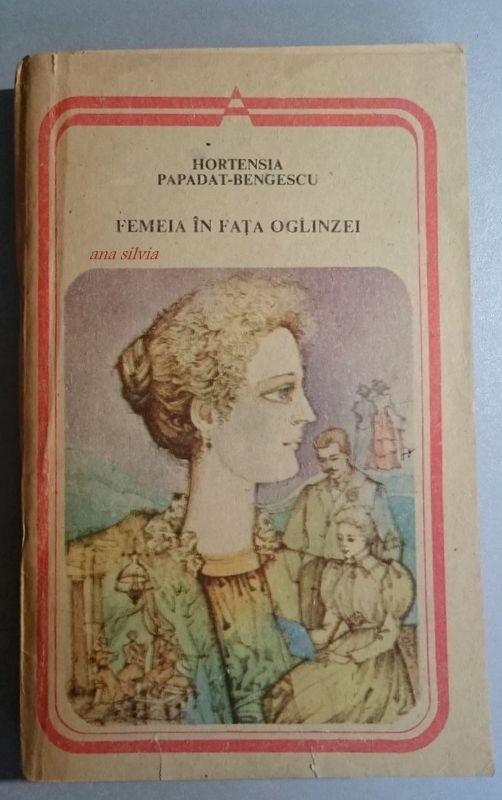 HORTENSIA
PAPADAT-BENGESCU
FEMEIA ÎN FAȚA OGLINZEI
ana silvia